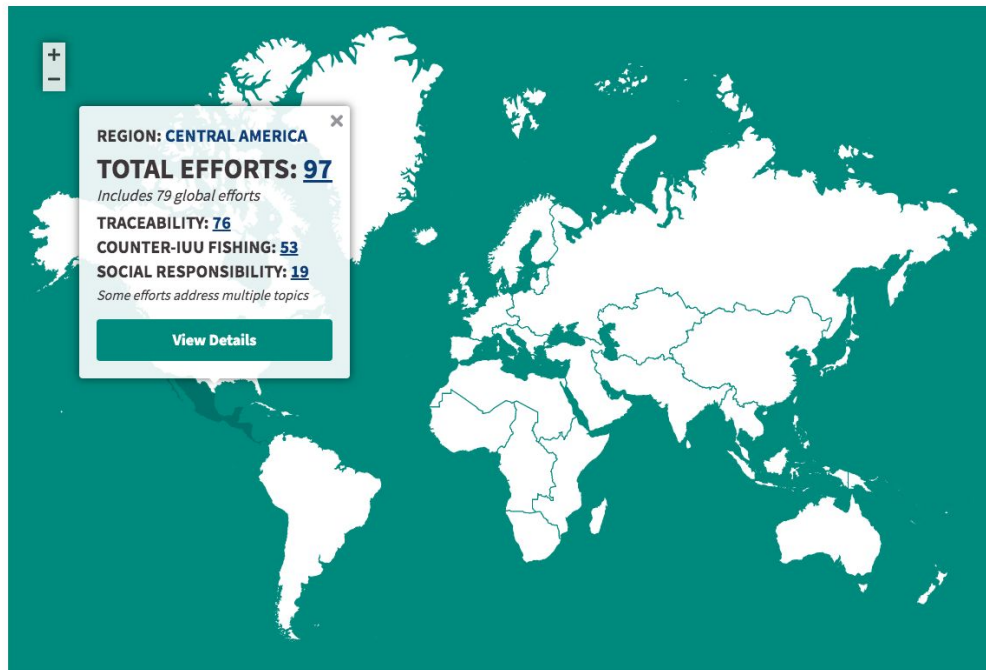 +
−
×
REGION: CENTRAL AMERICA
TOTAL EFFORTS: 97
Includes 79 global efforts
TRACEABILITY: 76
COUNTER-IUU FISHING: 53
SOCIAL RESPONSIBILITY: 19
Some efforts address multiple topics
View Details